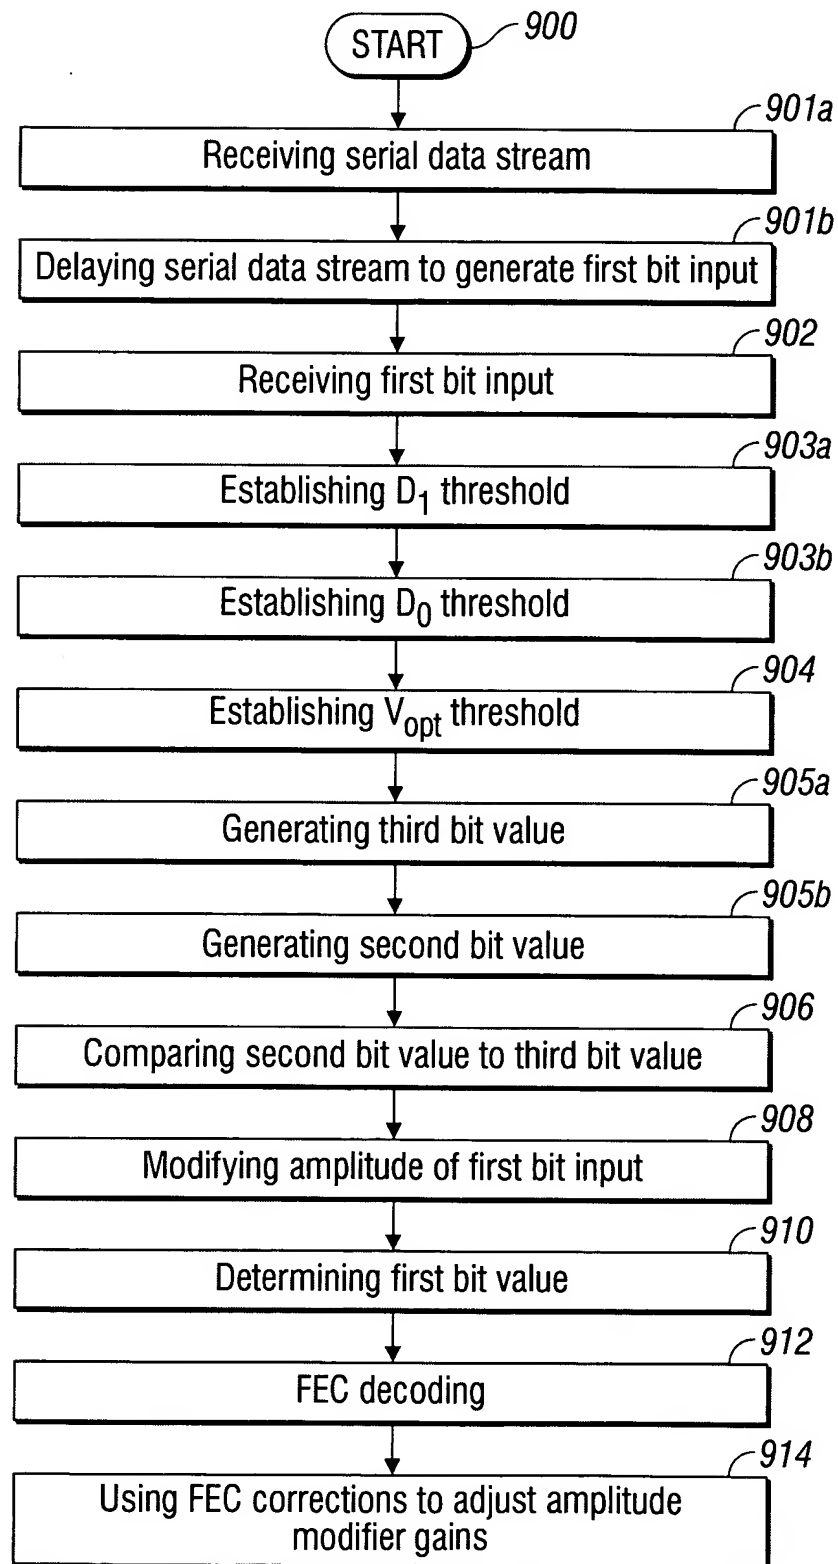 START 900
901a
Receiving serial data stream
901b
Delaying serial data stream to generate first bit input
902
Receiving first bit input
903a
Establishing D1 threshold
903b
Establishing D0 threshold
904
Establishing Vopt threshold
905a
Generating third bit value
905b
Generating second bit value
906
Comparing second bit value to third bit value
908
Modifying amplitude of first bit input
910
Determining first bit value
912
FEC decoding
914
Using FEC corrections to adjust amplitude
modifier gains